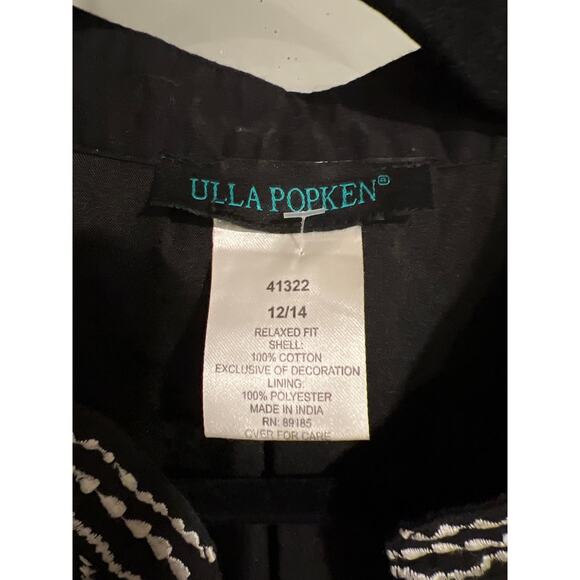 ULLA POPKEN®
41322
12/14
RELAXED FIT
SHELL:
100% COTTON
EXCLUSIVE OF DECORATION
LINING:
100% POLYESTER
MADE IN INDIA
RN: 89185
OVER FOR CARE